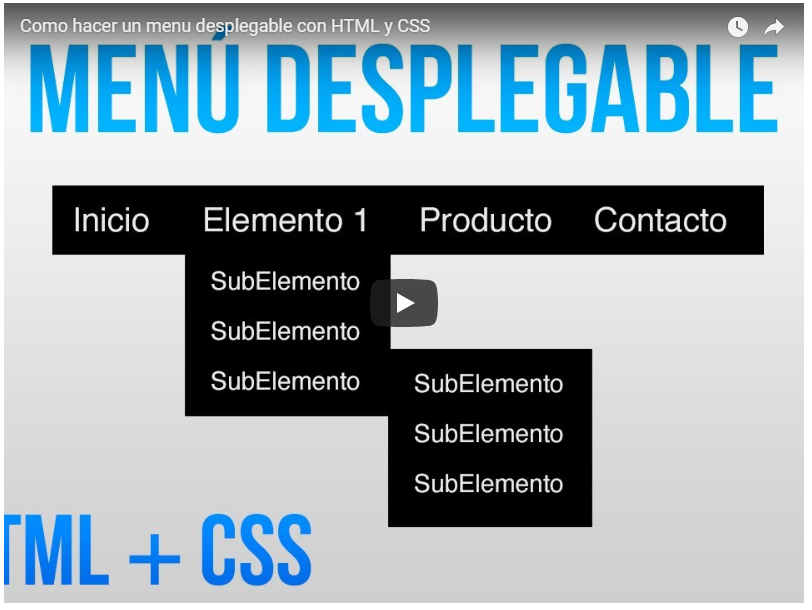 Como hacer un menu desplegable con HTML y CSS
MENÚ DESPLEGABLE
Inicio Elemento 1 Producto Contacto
SubElemento
SubElemento
SubElemento
SubElemento
SubElemento
SubElemento
TML + CSS